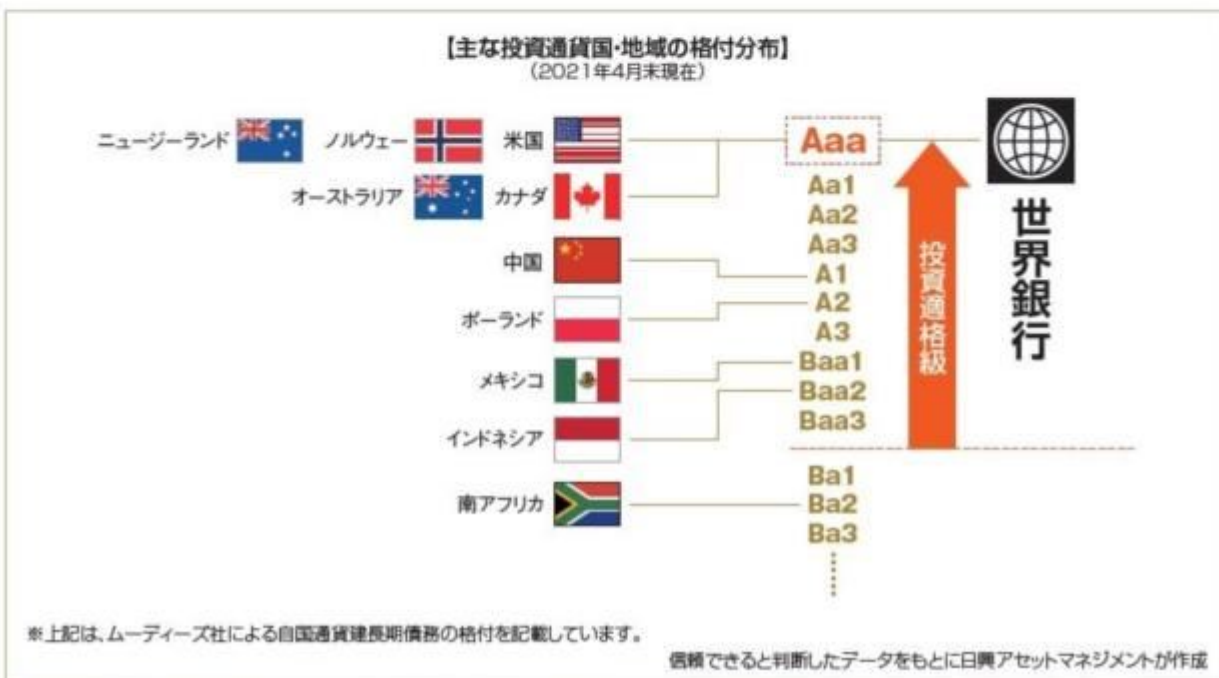 【主な投資通貨国・地域の格付分布】
(2021年4月末現在)
ニュージーランド ノルウェー 米国 Aaa
オーストラリア カナダ Aa1
Aa2
Aa3
中国 A1
ポーランド A2
A3
メキシコ Baa1
インドネシア Baa2
Baa3
Ba1
南アフリカ Ba2
Ba3
投資適格級
世界銀行
※上記は、ムーディーズ社による自国通貨建長期債務の格付を記載しています。
信頼できると判断したデータをもとに日興アセットマネジメントが作成